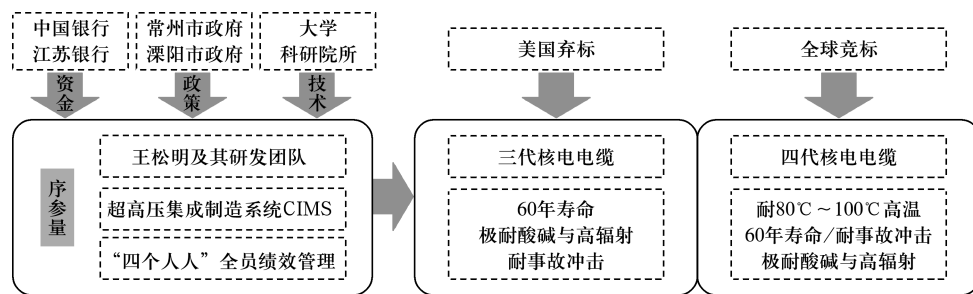 中国银行
江苏银行
常州市政府
溧阳市政府
大学
科研院所
美国弃标
全球竞标
资金
政策
技术
序参量
王松明及其研发团队
超高压集成制造系统CIMS
“四个人人”全员绩效管理
三代核电电缆
60年寿命
极耐酸碱与高辐射
耐事故冲击
四代核电电缆
耐80℃～100℃高温
60年寿命/耐事故冲击
极耐酸碱与高辐射